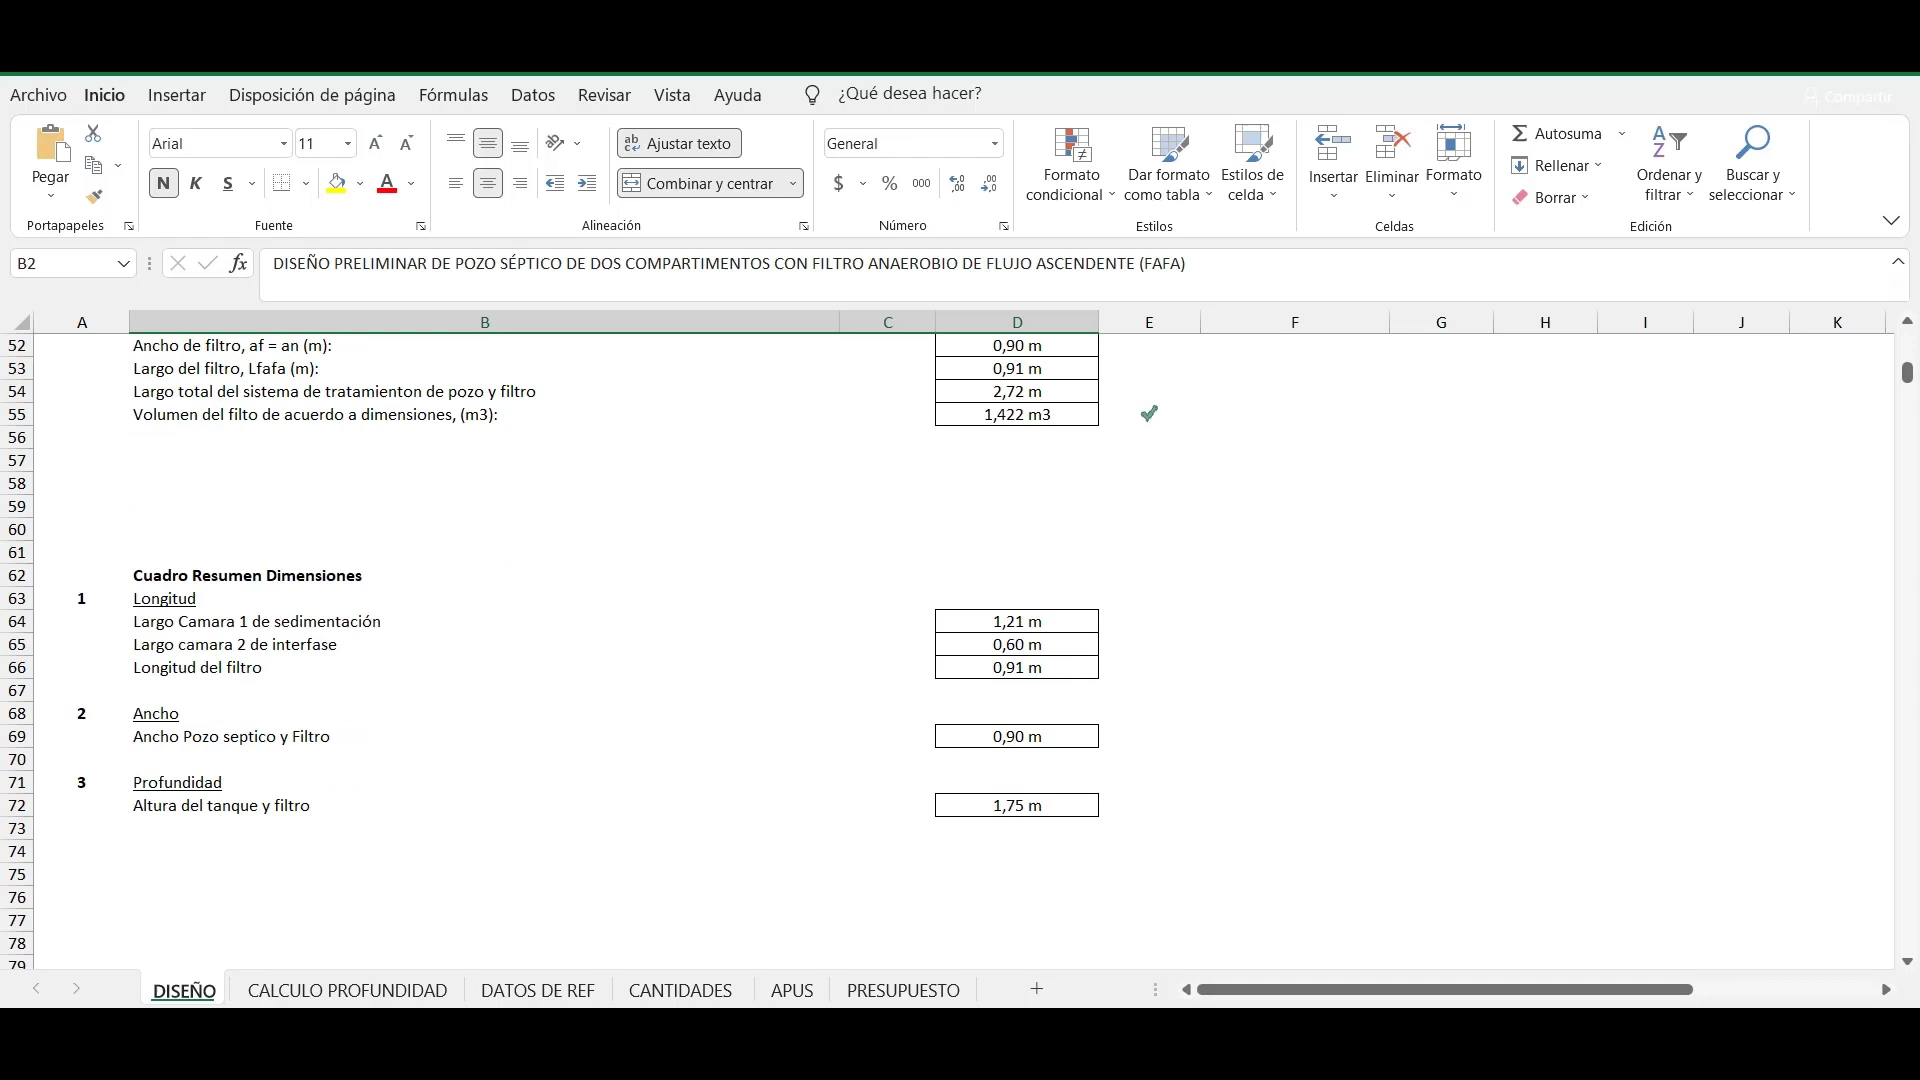 Archivo Inicio Insertar Disposición de página Fórmulas Datos Revisar Vista Ayuda ¿Qué desea hacer? Compartir
Pegar
Portapapeles
Arial 11
N K S
Fuente
Ajustar texto
Combinar y centrar
Alineación
General
$ % 000
Número
Formato condicional
Dar formato como tabla
Estilos de celda
Estilos
Insertar Eliminar Formato
Celdas
Autosuma
Rellenar
Borrar
Ordenar y filtrar
Buscar y seleccionar
Edición
B2 fx DISEÑO PRELIMINAR DE POZO SÉPTICO DE DOS COMPARTIMENTOS CON FILTRO ANAEROBIO DE FLUJO ASCENDENTE (FAFA)
A B C D E F G H I J K
52 Ancho de filtro, af = an (m): 0,90 m
53 Largo del filtro, Lfafa (m): 0,91 m
54 Largo total del sistema de tratamienton de pozo y filtro 2,72 m
55 Volumen del filto de acuerdo a dimensiones, (m3): 1,422 m3
56
57
58
59
60
61
62 Cuadro Resumen Dimensiones
63 1 Longitud
64 Largo Camara 1 de sedimentación 1,21 m
65 Largo camara 2 de interfase 0,60 m
66 Longitud del filtro 0,91 m
67
68 2 Ancho
69 Ancho Pozo septico y Filtro 0,90 m
70
71 3 Profundidad
72 Altura del tanque y filtro 1,75 m
73
74
75
76
77
78
79
DISEÑO CALCULO PROFUNDIDAD DATOS DE REF CANTIDADES APUS PRESUPUESTO